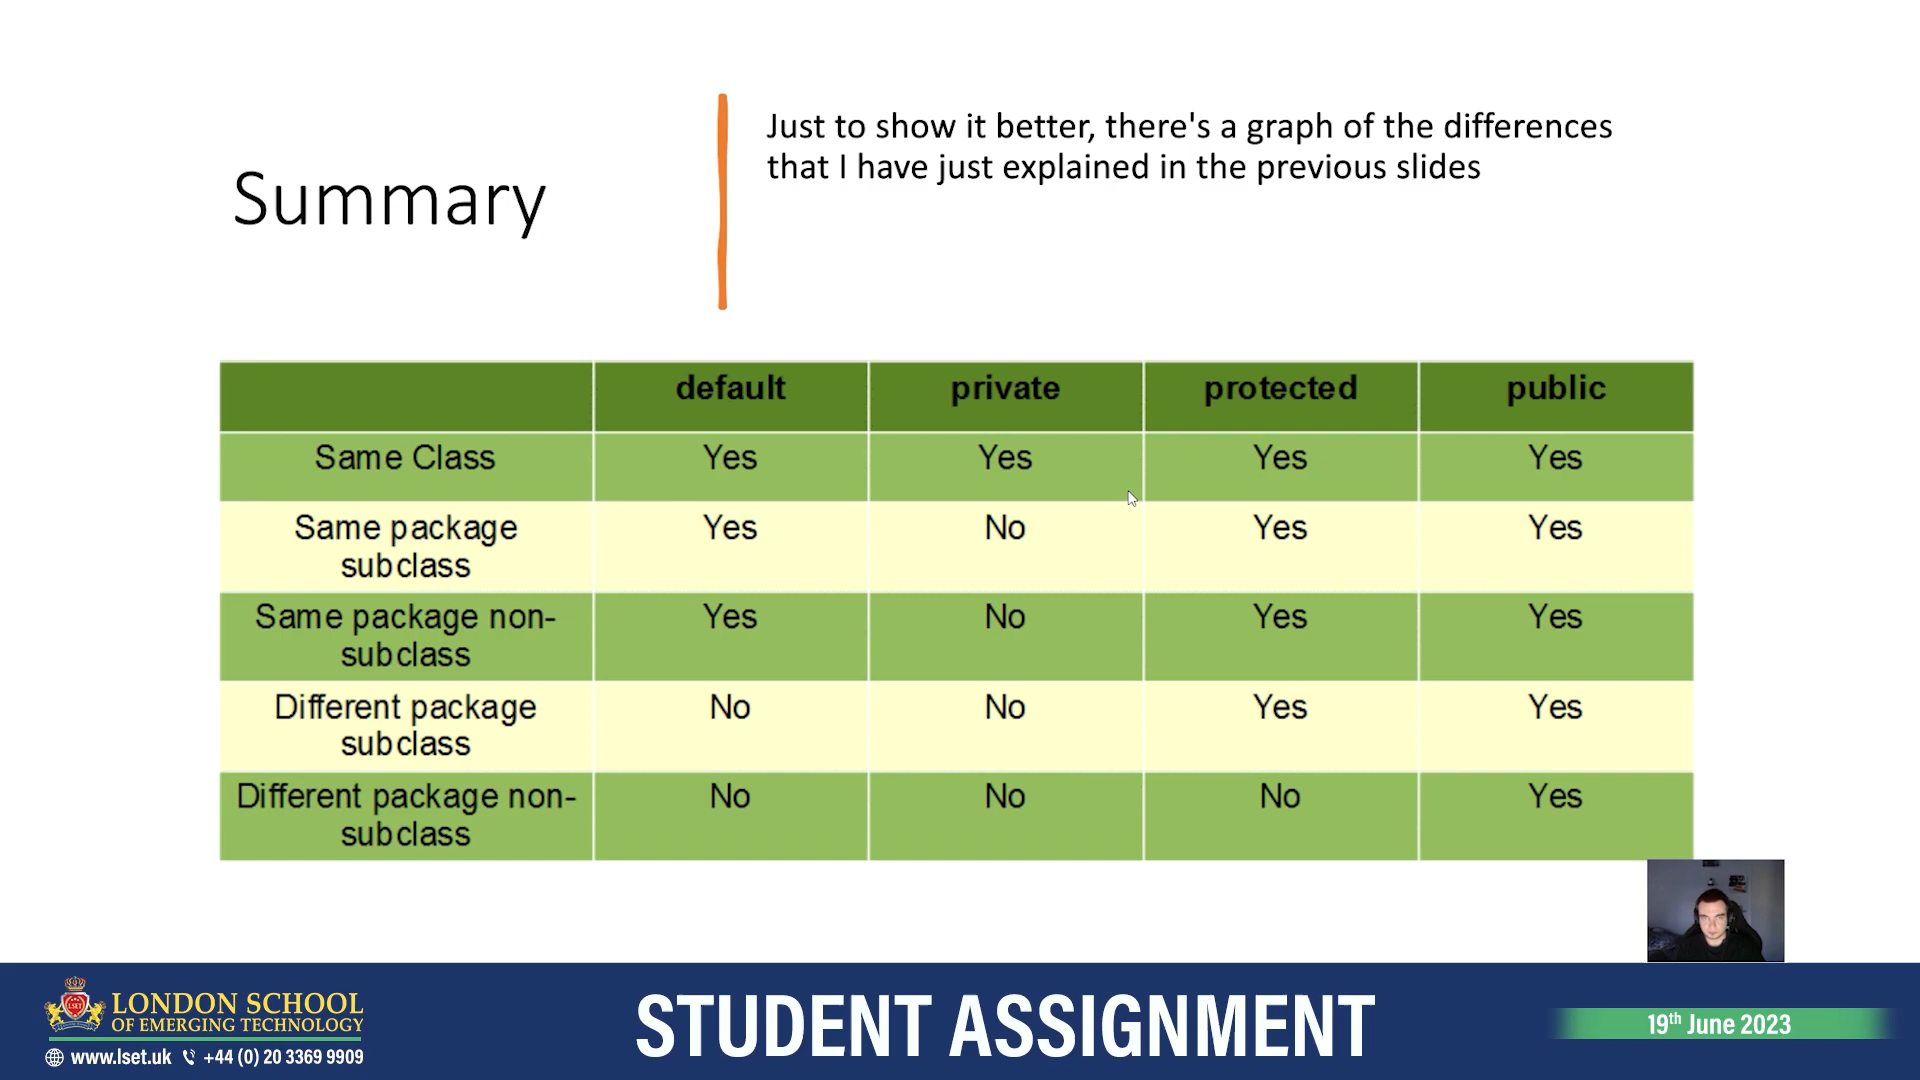 Summary
Just to show it better, there's a graph of the differences
that I have just explained in the previous slides
default private protected public
Same Class Yes Yes Yes Yes
Same package
subclass
Yes No Yes Yes
Same package non-
subclass
Yes No Yes Yes
Different package
subclass
No No Yes Yes
Different package non-
subclass
No No No Yes
LSET
LONDON SCHOOL
OF EMERGING TECHNOLOGY
www.lset.uk +44 (0) 20 3369 9909
STUDENT ASSIGNMENT
19th June 2023